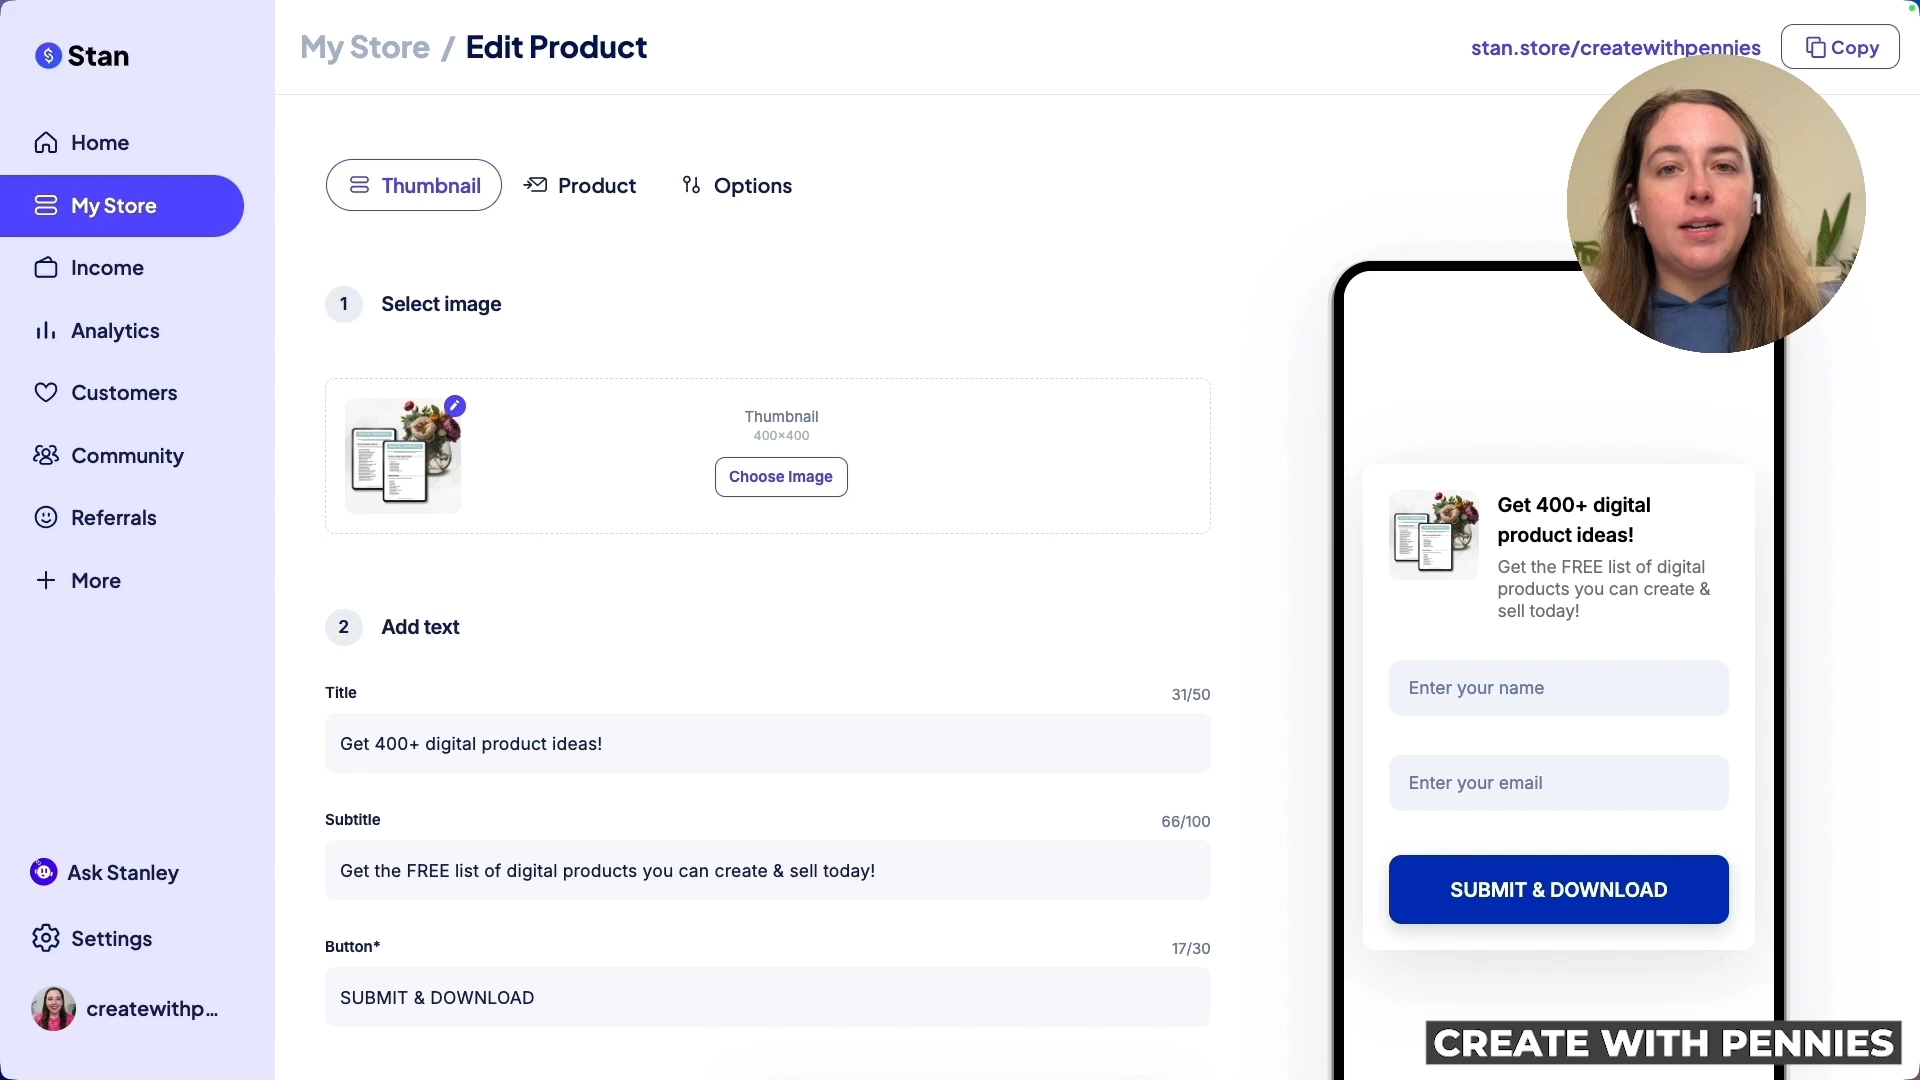 Stan
Home
My Store
Income
Analytics
Customers
Community
Referrals
More
Ask Stanley
Settings
createwithp...
My Store / Edit Product
stan.store/createwithpennies
Copy
Thumbnail
Product
Options
1 Select image
Thumbnail
400×400
Choose Image
2 Add text
Title 31/50
Get 400+ digital product ideas!
Subtitle 66/100
Get the FREE list of digital products you can create & sell today!
Button* 17/30
SUBMIT & DOWNLOAD
Get 400+ digital
product ideas!
Get the FREE list of digital
products you can create &
sell today!
Enter your name
Enter your email
SUBMIT & DOWNLOAD
CREATE WITH PENNIES